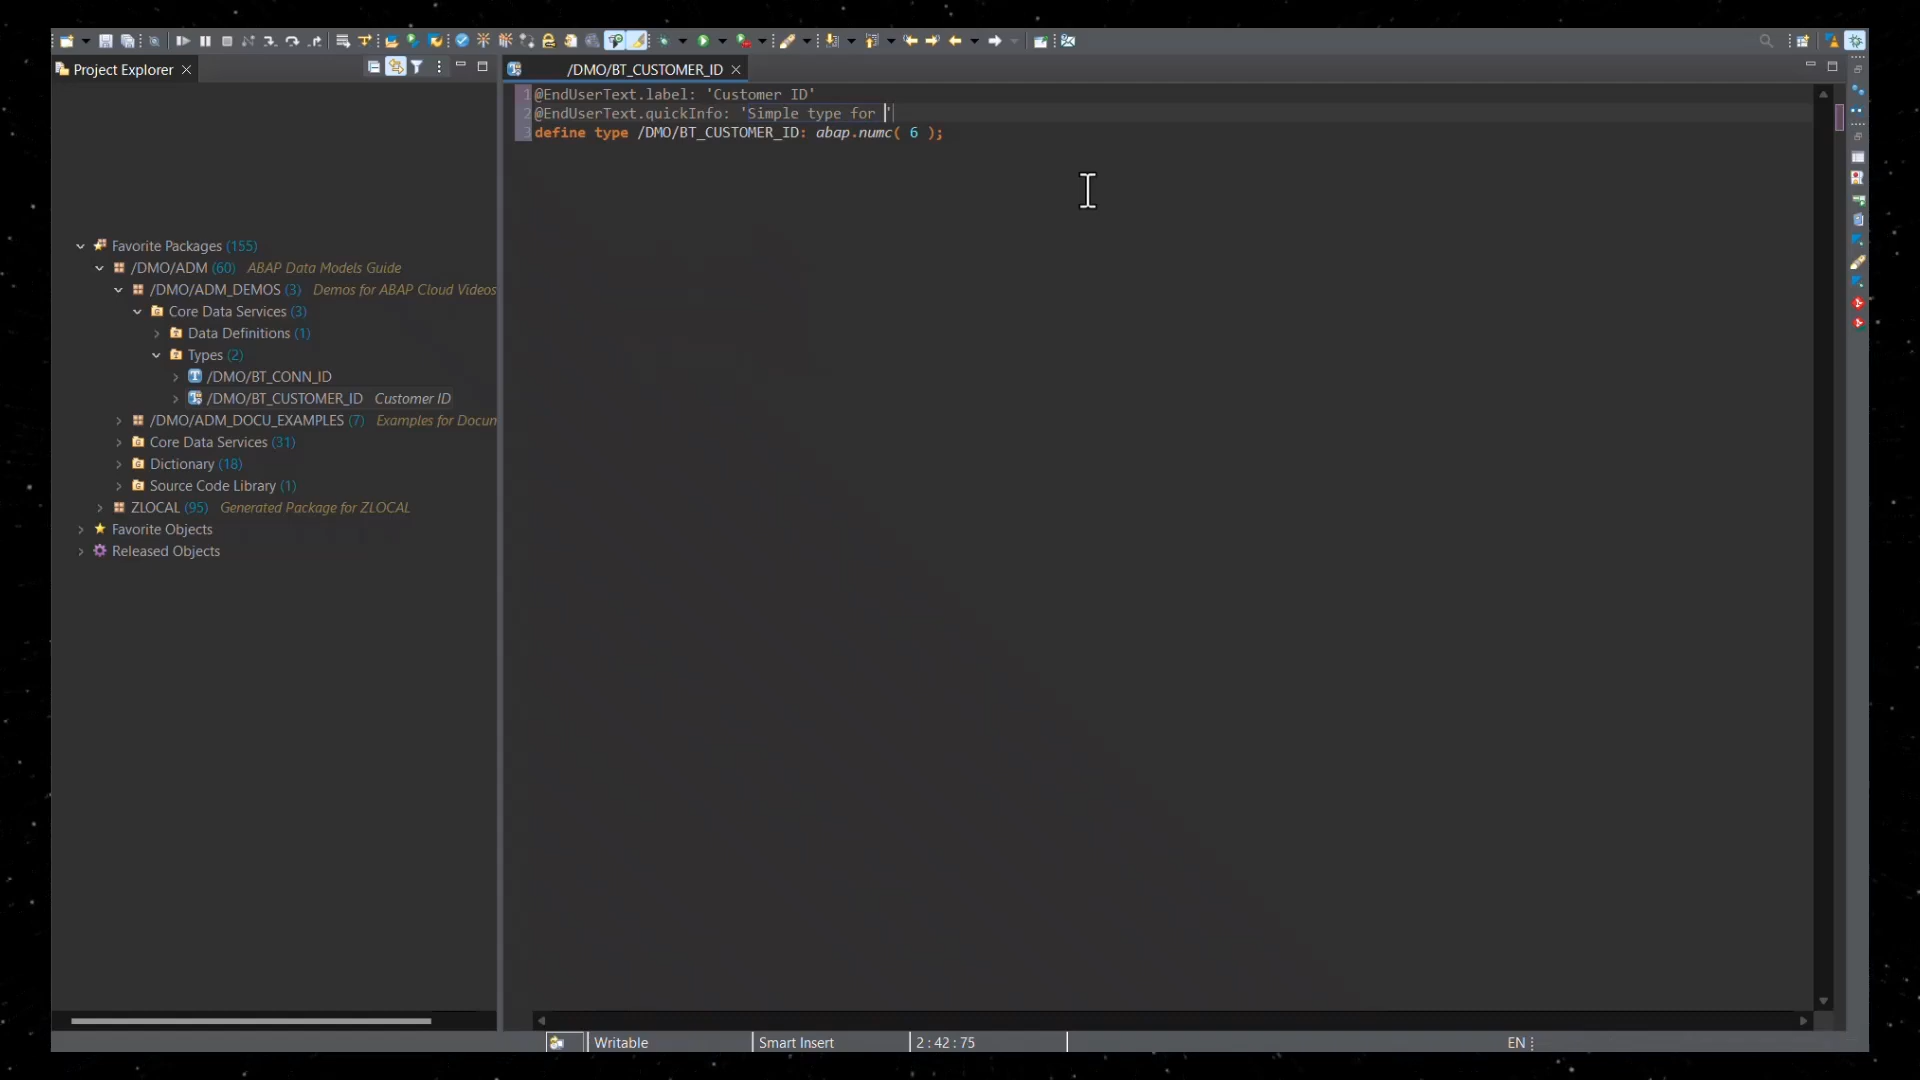 Project Explorer
/DMO/BT_CUSTOMER_ID
1 @EndUserText.label: 'Customer ID'
2 @EndUserText.quickInfo: 'Simple type for '
3 define type /DMO/BT_CUSTOMER_ID: abap.numc( 6 );
Favorite Packages (155)
/DMO/ADM (60) ABAP Data Models Guide
/DMO/ADM_DEMOS (3) Demos for ABAP Cloud Videos
Core Data Services (3)
Data Definitions (1)
Types (2)
/DMO/BT_CONN_ID
/DMO/BT_CUSTOMER_ID Customer ID
/DMO/ADM_DOCU_EXAMPLES (7) Examples for Docun
Core Data Services (31)
Dictionary (18)
Source Code Library (1)
ZLOCAL (95) Generated Package for ZLOCAL
Favorite Objects
Released Objects
Writable Smart Insert 2 : 42 : 75 EN